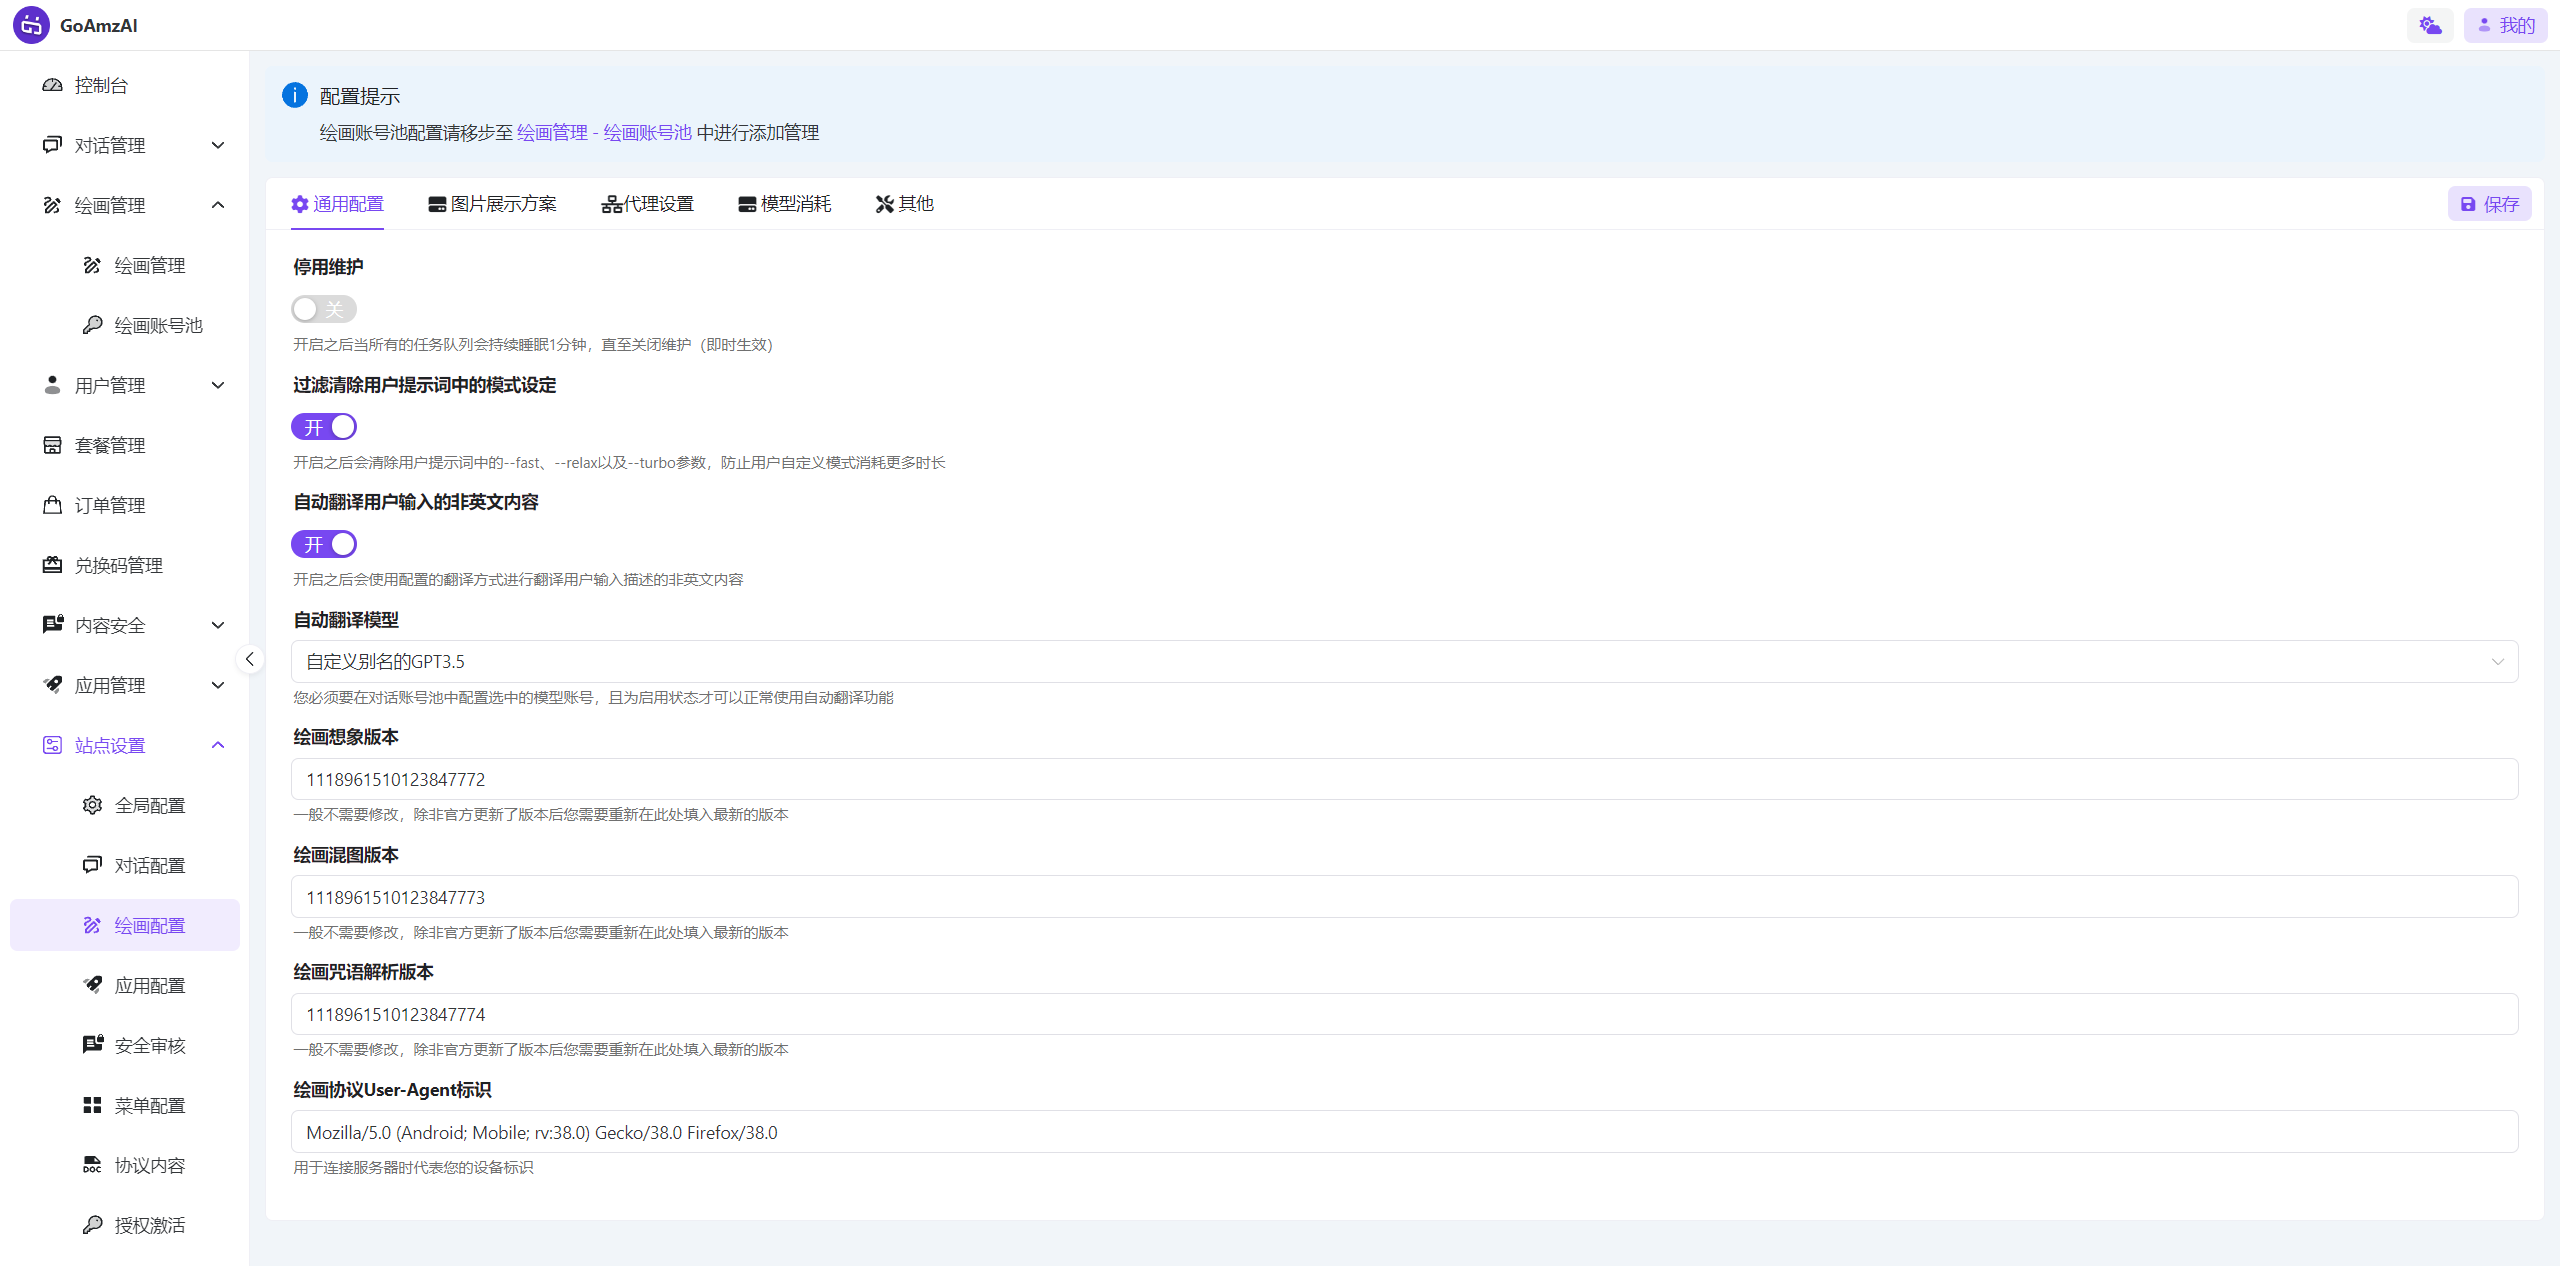 GoAmzAI
我的
控制台
对话管理
绘画管理
绘画管理
绘画账号池
用户管理
套餐管理
订单管理
兑换码管理
内容安全
应用管理
站点设置
全局配置
对话配置
绘画配置
应用配置
安全审核
菜单配置
协议内容
授权激活
配置提示
绘画账号池配置请移步至 绘画管理 - 绘画账号池 中进行添加管理
通用配置 图片展示方案 代理设置 模型消耗 其他 保存
停用维护
关
开启之后当所有的任务队列会持续睡眠1分钟，直至关闭维护（即时生效）
过滤清除用户提示词中的模式设定
开
开启之后会清除用户提示词中的--fast、--relax以及--turbo参数，防止用户自定义模式消耗更多时长
自动翻译用户输入的非英文内容
开
开启之后会使用配置的翻译方式进行翻译用户输入描述的非英文内容
自动翻译模型
自定义别名的GPT3.5
您必须要在对话账号池中配置选中的模型账号，且为启用状态才可以正常使用自动翻译功能
绘画想象版本
1118961510123847772
一般不需要修改，除非官方更新了版本后您需要重新在此处填入最新的版本
绘画混图版本
1118961510123847773
一般不需要修改，除非官方更新了版本后您需要重新在此处填入最新的版本
绘画咒语解析版本
1118961510123847774
一般不需要修改，除非官方更新了版本后您需要重新在此处填入最新的版本
绘画协议User-Agent标识
Mozilla/5.0 (Android; Mobile; rv:38.0) Gecko/38.0 Firefox/38.0
用于连接服务器时代表您的设备标识